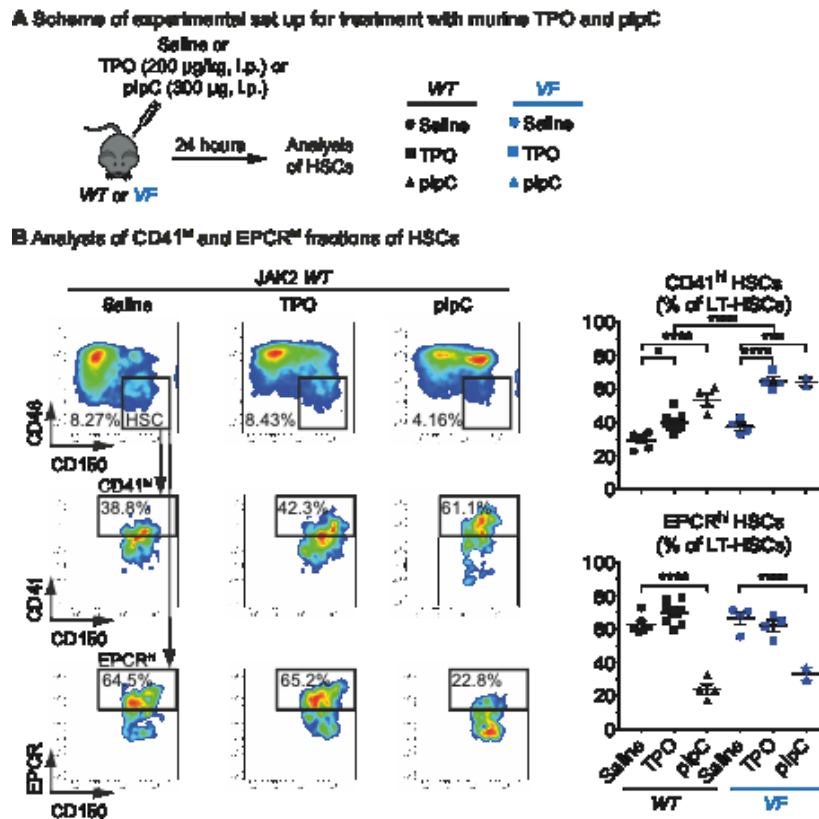 A Scheme of experimental set up for treatment with murine TPO and pIpC
Saline or
TPO (200 µg/kg, i.p.) or
pIpC (300 µg, i.p.)
24 hours
Analysis
of HSCs
WT or VF
WT
VF
Saline
Saline
TPO
TPO
pIpC
pIpC
B Analysis of CD41hi and EPCRhi fractions of HSCs
JAK2 WT
Saline
TPO
pIpC
CD48
8.27% HSC
8.43%
4.16%
CD150
CD41hi
38.8%
42.3%
61.1%
CD41
CD150
EPCRhi
64.5%
65.2%
22.8%
EPCR
CD150
CD41hi HSCs
(% of LT-HSCs)
100
80
60
40
20
0
EPCRhi HSCs
(% of LT-HSCs)
100
80
60
40
20
0
Saline
TPO
pIpC
Saline
TPO
pIpC
WT
VF